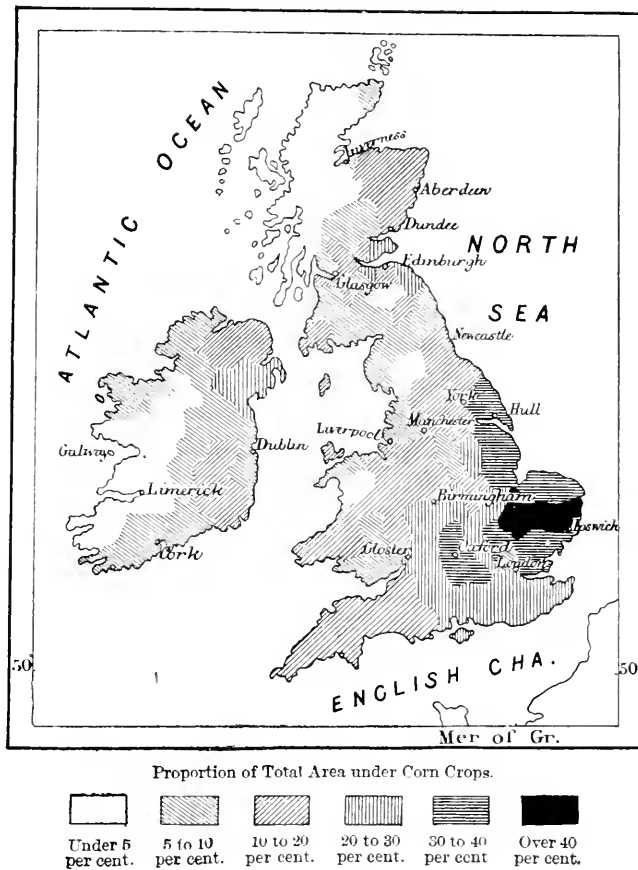 ATLANTIC OCEAN
NORTH
SEA
Inverness
Aberdeen
Dundee
Edinburgh
Glasgow
Newcastle
York
Hull
Manchester
Liverpool
Dublin
Galway
Limerick
Cork
Birmingham
Ipswich
Gloster
Oxford
London
50
50
ENGLISH CHA.
Mer of Gr.
Proportion of Total Area under Corn Crops.
Under 5 5 to 10 10 to 20 20 to 30 30 to 40 Over 40
per cent. per cent. per cent. per cent. per cent per cent.